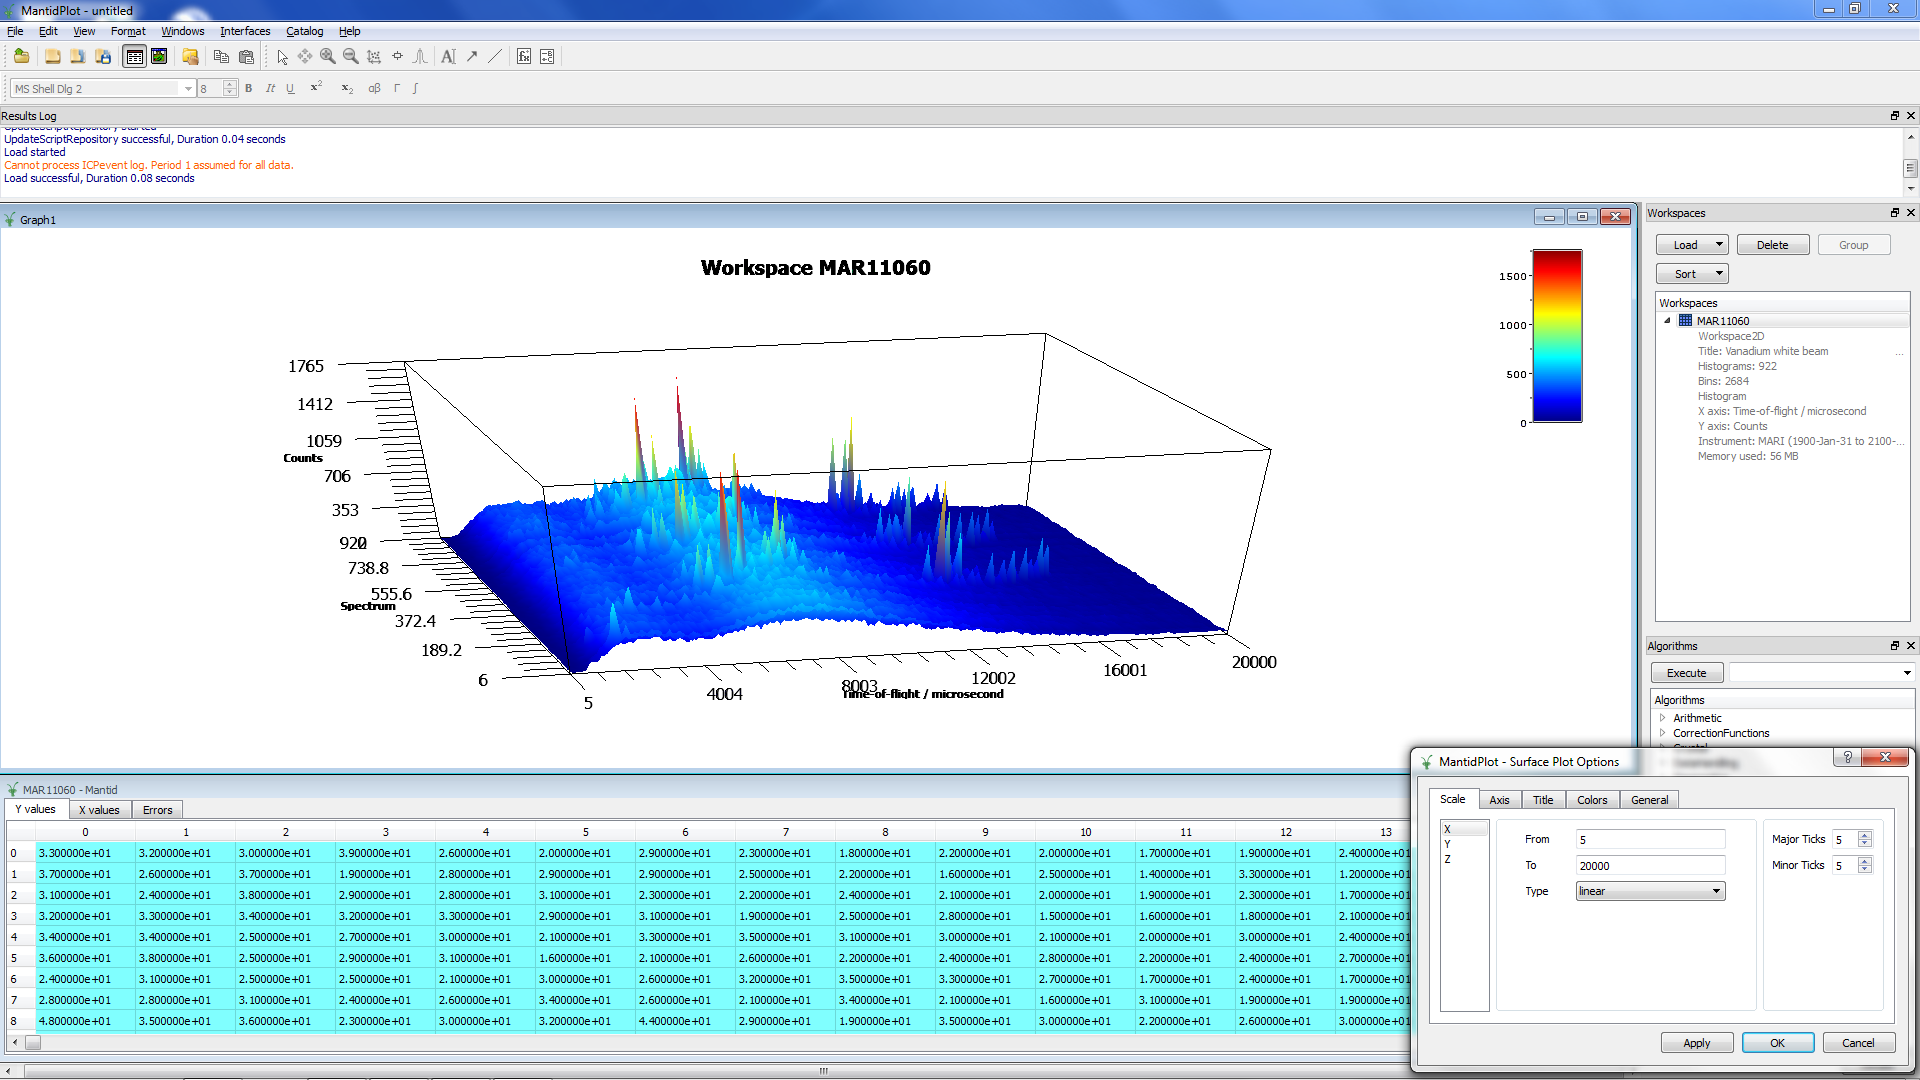 MantidPlot - untitled
File Edit View Format Windows Interfaces Catalog Help
MS Shell Dlg 2 8 B It U x² x₂ αβ Γ ∫
Results Log
UpdateScriptRepository started
UpdateScriptRepository successful, Duration 0.04 seconds
Load started
Cannot process ICPevent log. Period 1 assumed for all data.
Load successful, Duration 0.08 seconds
Graph1
Workspace MAR11060
1500
1000
500
0
1765
1412
1059
Counts
706
353
0
922
738.8
555.6
Spectrum
372.4
189.2
6
5
4004
8003
12002
16001
20000
Time-of-flight / microsecond
Workspaces
Load Delete Group
Sort
Workspaces
MAR11060
Workspace2D
Title: Vanadium white beam ...
Histograms: 922
Bins: 2684
Histogram
X axis: Time-of-flight / microsecond
Y axis: Counts
Instrument: MARI (1900-Jan-31 to 2100-...
Memory used: 56 MB
Algorithms
Execute
Algorithms
Arithmetic
CorrectionFunctions
MAR11060 - Mantid
Y values X values Errors
0 1 2 3 4 5 6 7 8 9 10 11 12 13
0 3.300000e+01 3.200000e+01 3.000000e+01 3.900000e+01 2.600000e+01 2.000000e+01 2.900000e+01 2.300000e+01 1.800000e+01 2.200000e+01 2.000000e+01 1.700000e+01 1.900000e+01 2.400000e+01
1 3.700000e+01 2.600000e+01 3.700000e+01 1.900000e+01 2.800000e+01 2.900000e+01 2.900000e+01 2.500000e+01 2.200000e+01 1.600000e+01 2.500000e+01 1.400000e+01 3.300000e+01 1.200000e+01
2 3.100000e+01 2.400000e+01 3.800000e+01 2.900000e+01 2.800000e+01 3.100000e+01 2.300000e+01 2.200000e+01 2.400000e+01 2.100000e+01 2.000000e+01 1.900000e+01 2.300000e+01 1.700000e+01
3 3.200000e+01 3.300000e+01 3.400000e+01 3.200000e+01 3.300000e+01 2.900000e+01 3.100000e+01 1.900000e+01 2.500000e+01 2.800000e+01 1.500000e+01 1.600000e+01 1.800000e+01 2.100000e+01
4 3.400000e+01 3.400000e+01 2.500000e+01 2.700000e+01 3.000000e+01 2.100000e+01 3.300000e+01 3.500000e+01 3.100000e+01 3.000000e+01 2.100000e+01 2.000000e+01 3.000000e+01 2.400000e+01
5 3.600000e+01 3.800000e+01 2.500000e+01 2.900000e+01 3.100000e+01 1.600000e+01 2.100000e+01 2.600000e+01 2.200000e+01 2.400000e+01 2.800000e+01 2.200000e+01 2.400000e+01 2.700000e+01
6 2.400000e+01 3.100000e+01 2.500000e+01 2.500000e+01 2.100000e+01 3.000000e+01 2.600000e+01 3.200000e+01 3.500000e+01 3.300000e+01 2.700000e+01 1.700000e+01 2.400000e+01 1.700000e+01
7 2.800000e+01 2.800000e+01 3.100000e+01 2.400000e+01 2.600000e+01 3.400000e+01 2.600000e+01 2.100000e+01 3.400000e+01 2.100000e+01 1.600000e+01 3.100000e+01 1.900000e+01 1.900000e+01
8 4.800000e+01 3.500000e+01 3.600000e+01 2.300000e+01 3.000000e+01 3.200000e+01 4.400000e+01 2.900000e+01 1.900000e+01 3.500000e+01 3.000000e+01 2.200000e+01 2.600000e+01 3.000000e+01
MantidPlot - Surface Plot Options
Scale Axis Title Colors General
X
Y
Z
From 5
To 20000
Type linear
Major Ticks 5
Minor Ticks 5
Apply OK Cancel